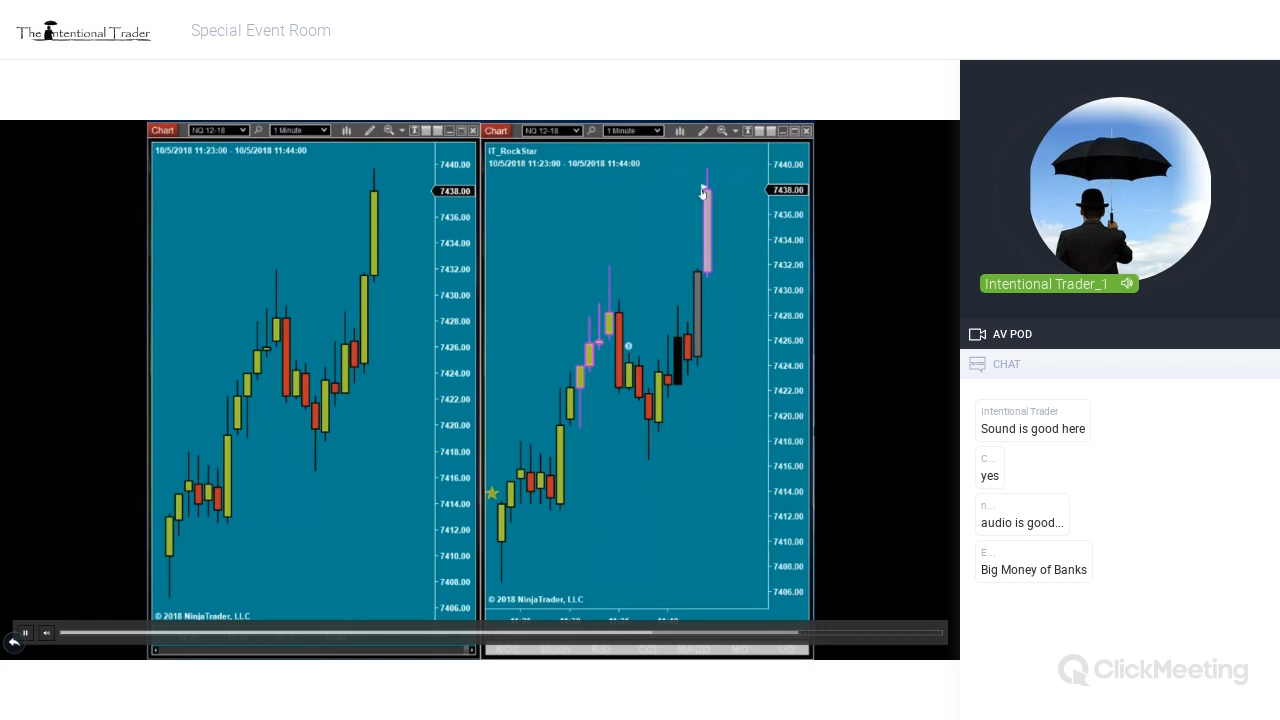 The Intentional Trader
Special Event Room
Chart
NQ 12-18
1 Minute
10/5/2018 11:23:00 - 10/5/2018 11:44:00
7440.00
7438.00
7436.00
7434.00
7432.00
7430.00
7428.00
7426.00
7424.00
7422.00
7420.00
7418.00
7416.00
7414.00
7412.00
7410.00
7408.00
7406.00
© 2018 NinjaTrader, LLC
Chart
NQ 12-18
1 Minute
IT_RockStar
10/5/2018 11:23:00 - 10/5/2018 11:44:00
7440.00
7438.00
7436.00
7434.00
7432.00
7430.00
7428.00
7426.00
7424.00
7422.00
7420.00
7418.00
7416.00
7414.00
7412.00
7410.00
7408.00
7406.00
© 2018 NinjaTrader, LLC
ROC
RSI
CCI
MACD
Intentional Trader_1
AV POD
CHAT
Intentional Trader
Sound is good here
C...
yes
n...
audio is good...
E...
Big Money of Banks
ClickMeeting